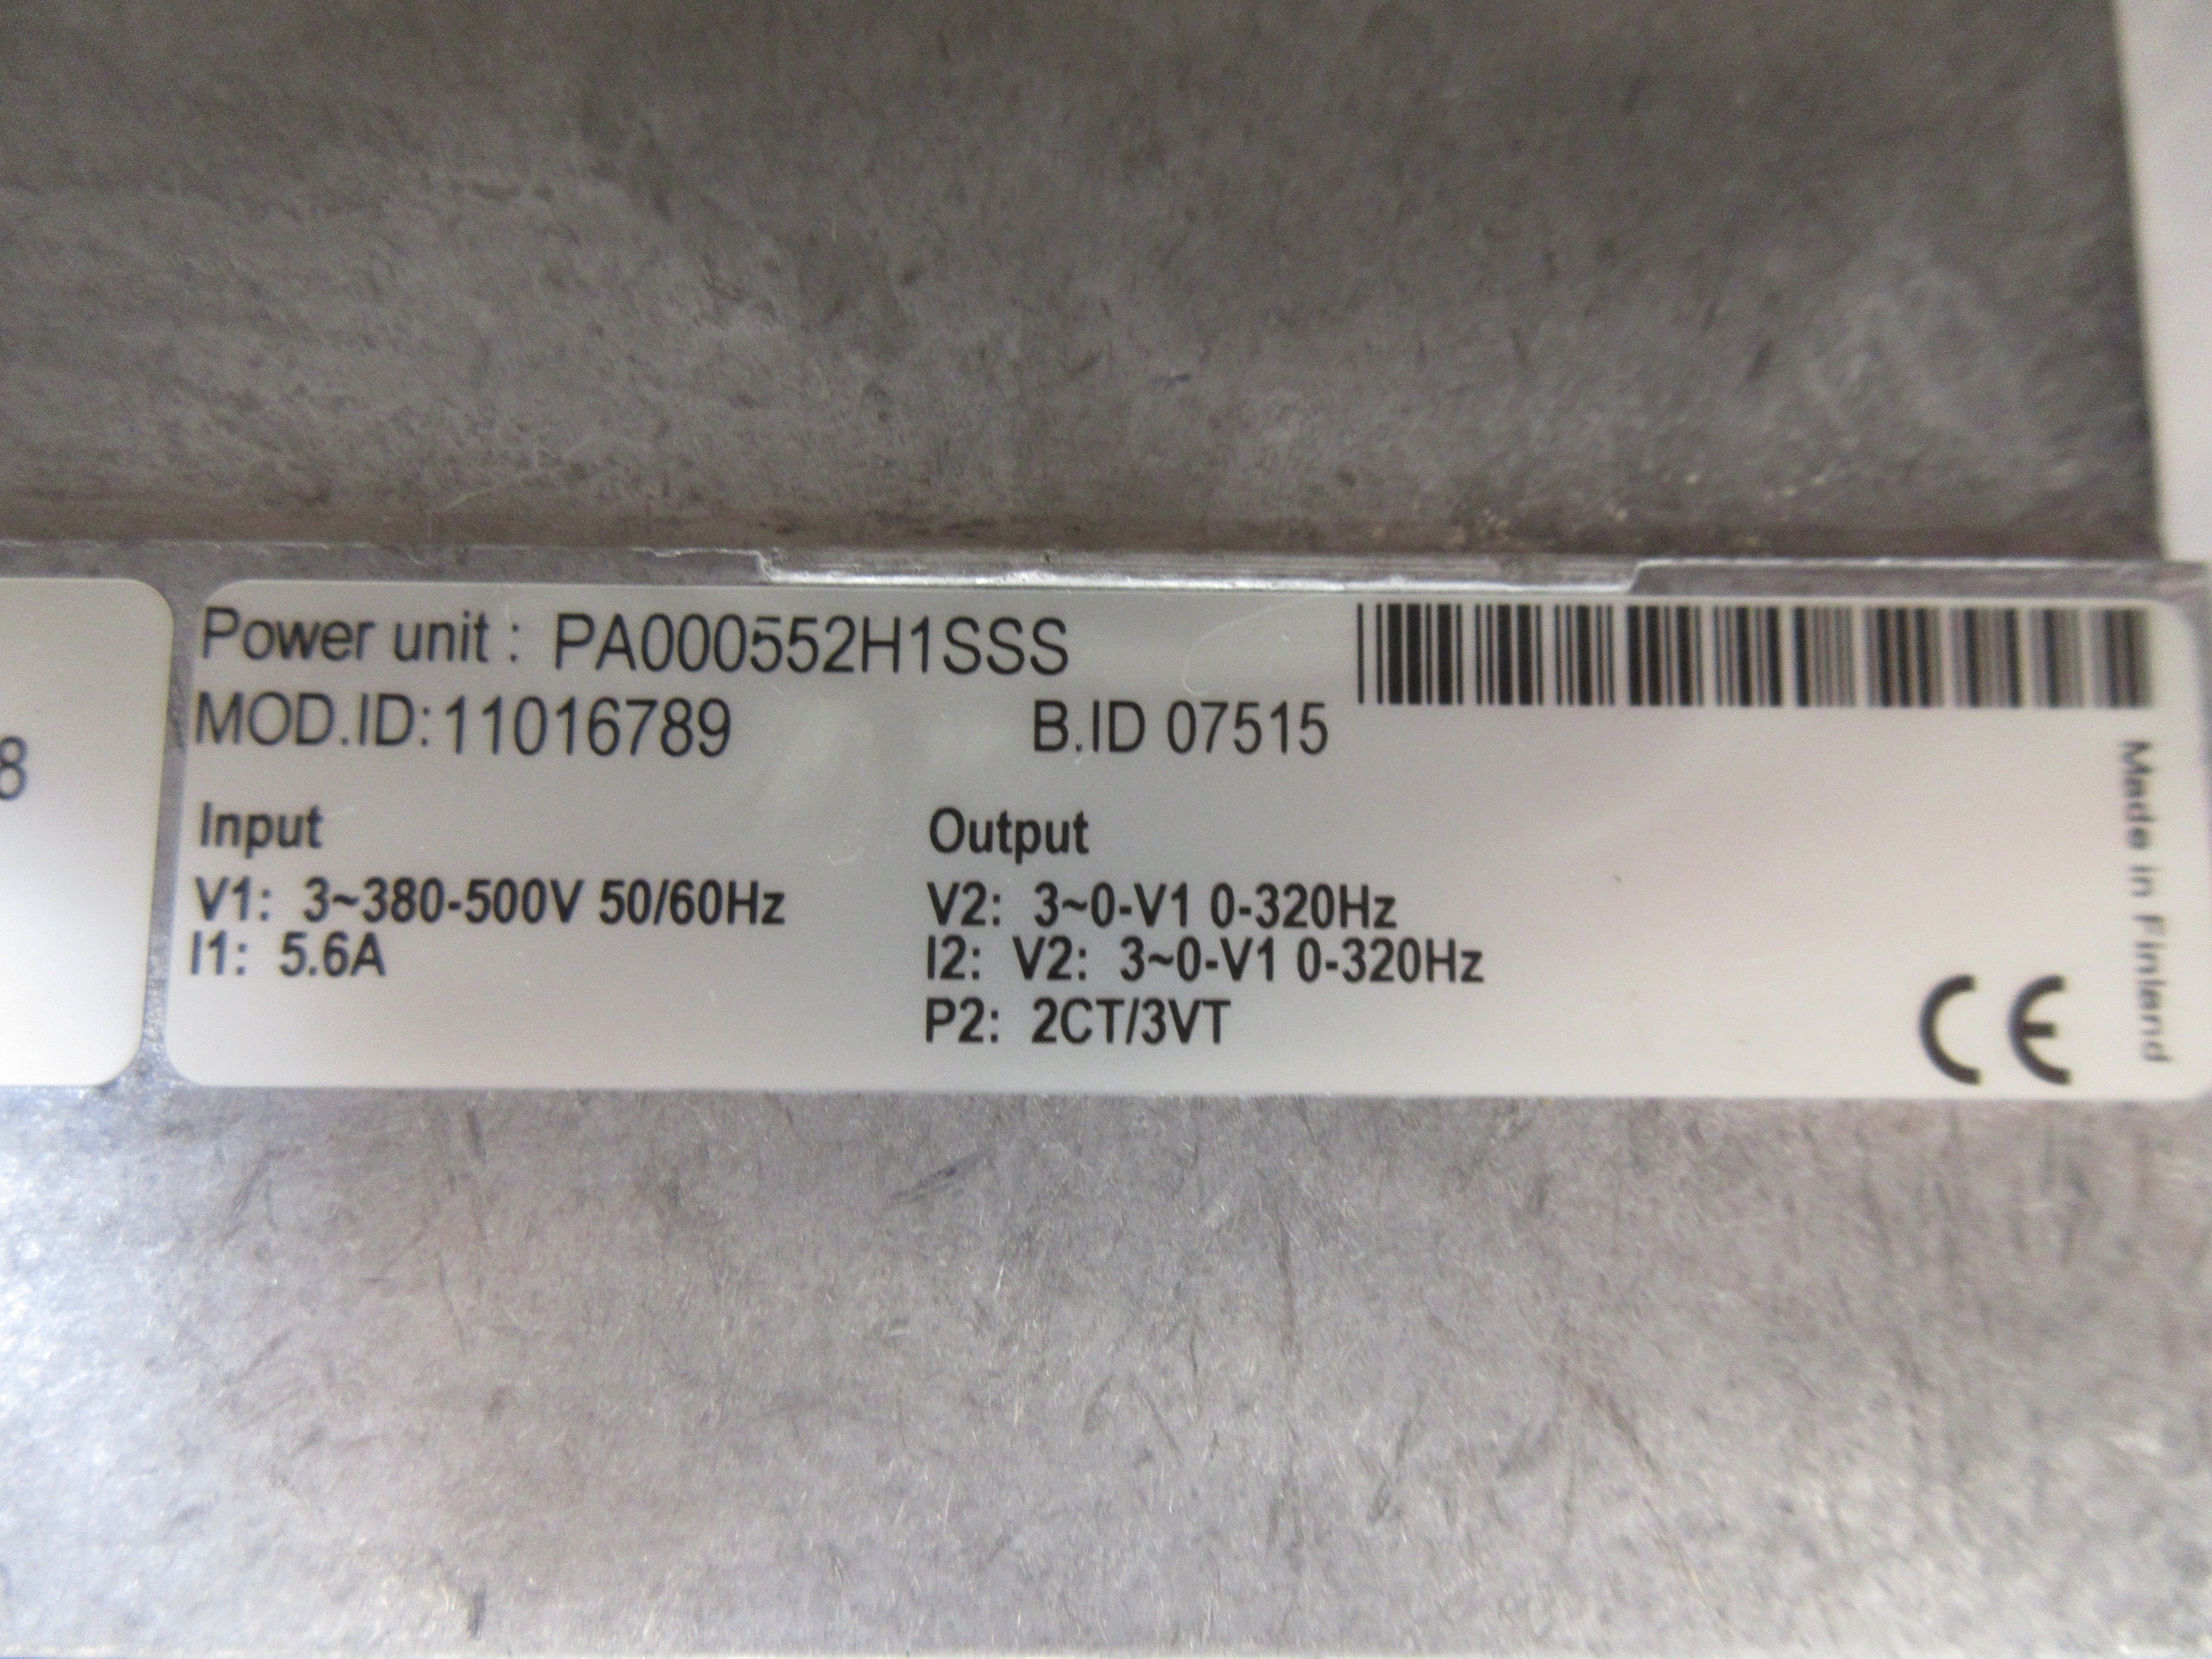 Power unit : PA000552H1SSS
MOD.ID: 11016789 B.ID 07515
Input
V1: 3~380-500V 50/60Hz
I1: 5.6A
Output
V2: 3~0-V1 0-320Hz
I2: V2: 3~0-V1 0-320Hz
P2: 2CT/3VT
CE
Made in Finland
8